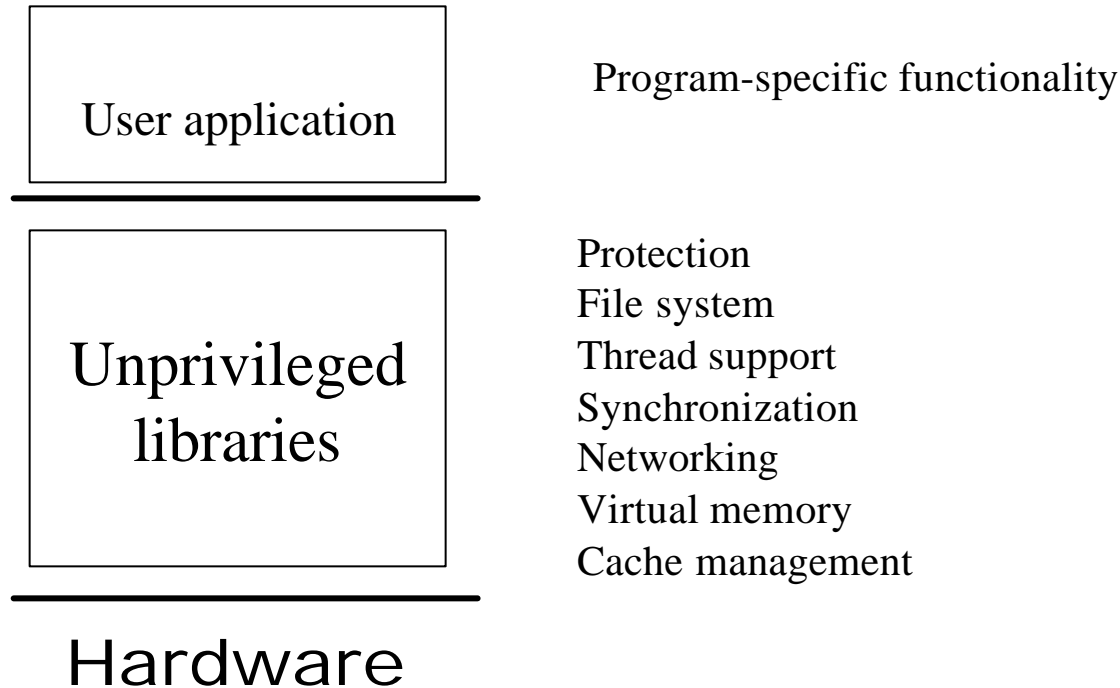 User application
Program-specific functionality
Unprivileged
libraries
Protection
File system
Thread support
Synchronization
Networking
Virtual memory
Cache management
Hardware